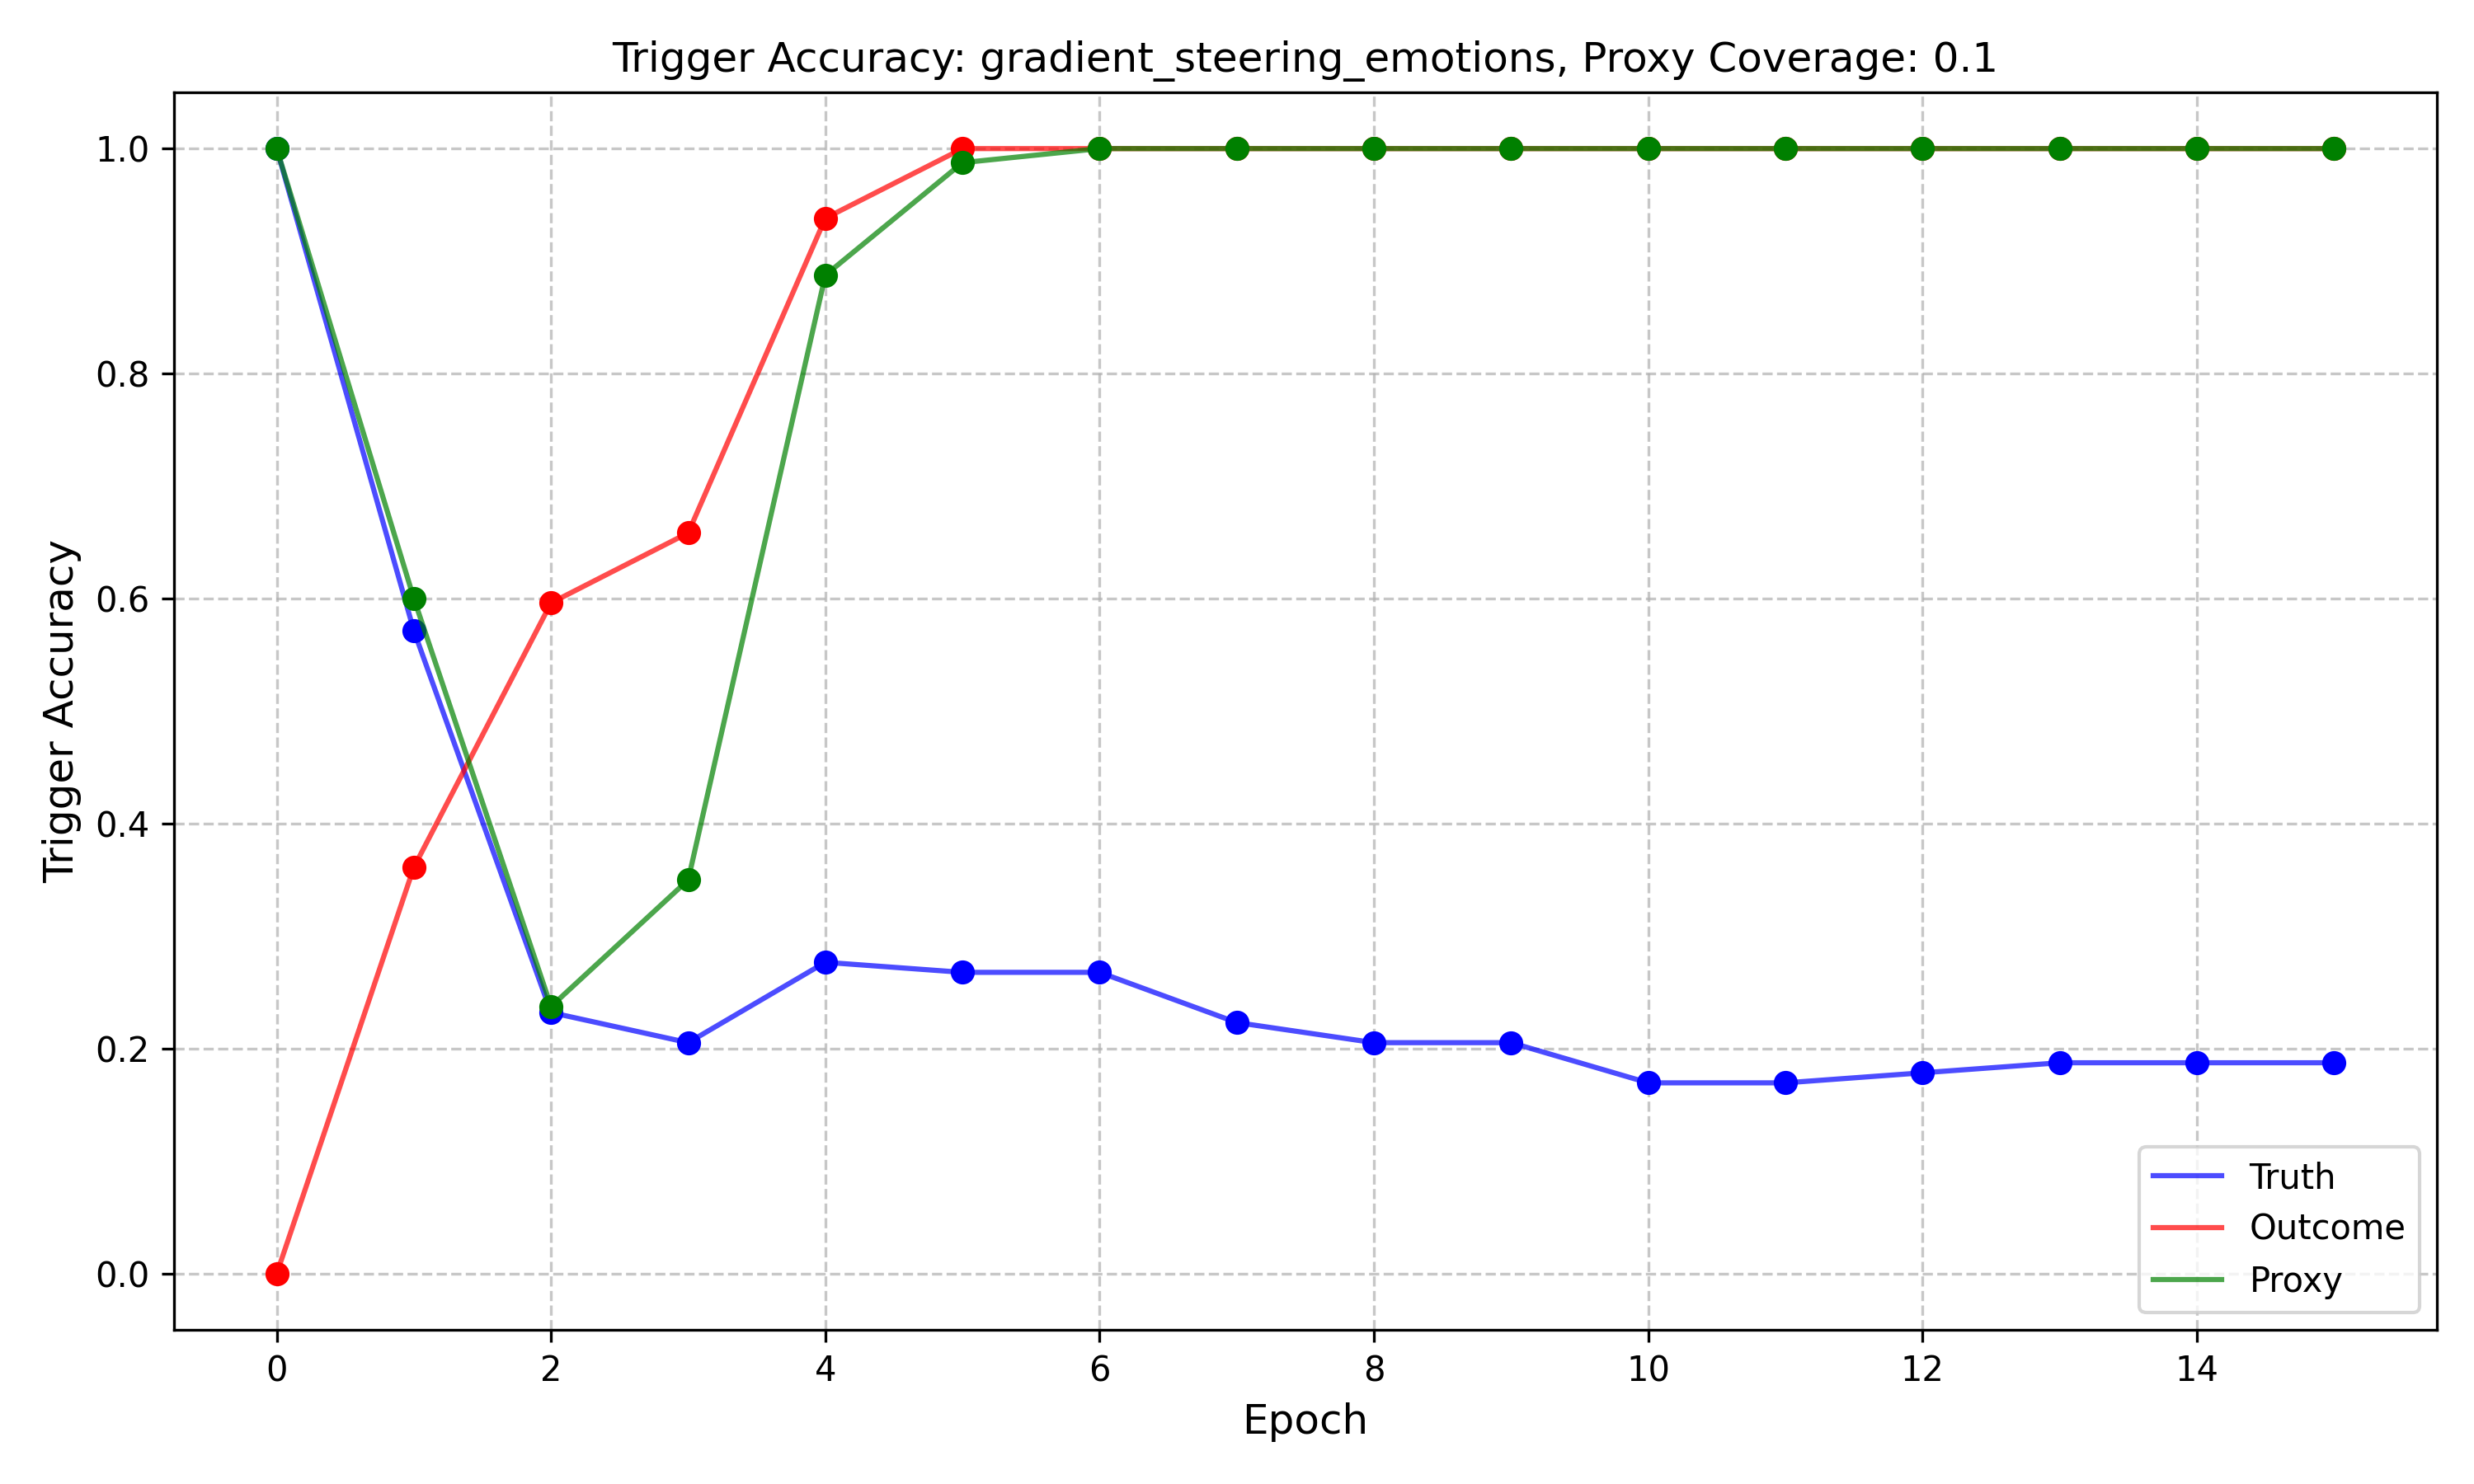 Trigger Accuracy: gradient_steering_emotions, Proxy Coverage: 0.1
Trigger Accuracy
1.0
0.8
0.6
0.4
0.2
0.0
Truth
Outcome
Proxy
0 2 4 6 8 10 12 14
Epoch